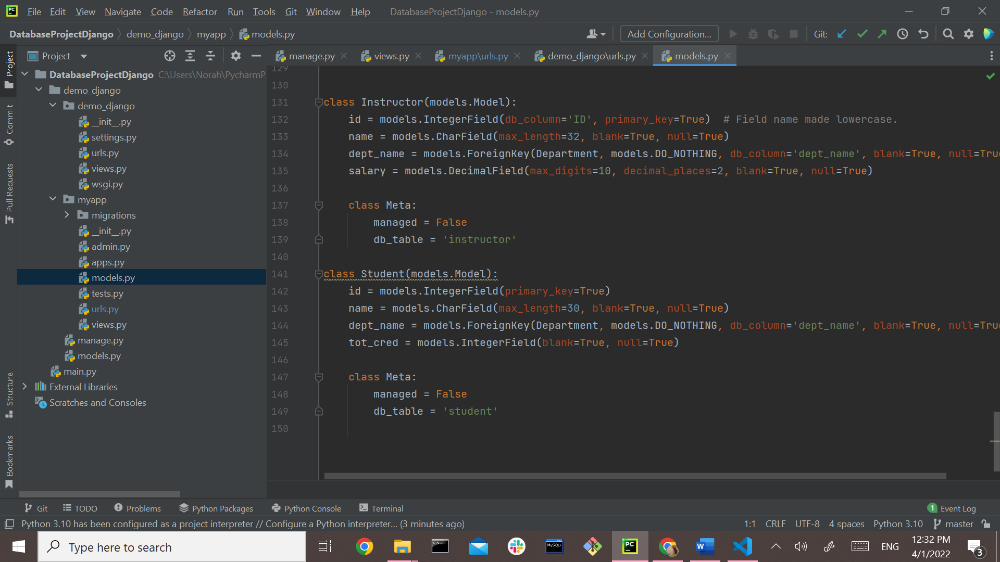 File Edit View Navigate Code Refactor Run Tools Git Window Help DatabaseProjectDjango - models.py
DatabaseProjectDjango demo_django myapp models.py Add Configuration... Git:
Project manage.py views.py myapp\urls.py demo_django\urls.py models.py
Project
Commit
Pull Requests
Structure
Bookmarks
DatabaseProjectDjango C:\Users\Norah\PycharmP
demo_django
demo_django
__init__.py
settings.py
urls.py
views.py
wsgi.py
myapp
migrations
__init__.py
admin.py
apps.py
models.py
tests.py
urls.py
views.py
manage.py
models.py
main.py
External Libraries
Scratches and Consoles
129
130
131 class Instructor(models.Model):
132 id = models.IntegerField(db_column='ID', primary_key=True)  # Field name made lowercase.
133 name = models.CharField(max_length=32, blank=True, null=True)
134 dept_name = models.ForeignKey(Department, models.DO_NOTHING, db_column='dept_name', blank=True, null=Tru
135 salary = models.DecimalField(max_digits=10, decimal_places=2, blank=True, null=True)
136
137 class Meta:
138 managed = False
139 db_table = 'instructor'
140
141 class Student(models.Model):
142 id = models.IntegerField(primary_key=True)
143 name = models.CharField(max_length=30, blank=True, null=True)
144 dept_name = models.ForeignKey(Department, models.DO_NOTHING, db_column='dept_name', blank=True, null=Tru
145 tot_cred = models.IntegerField(blank=True, null=True)
146
147 class Meta:
148 managed = False
149 db_table = 'student'
150
Git TODO Problems Python Packages Python Console Terminal 1 Event Log
Python 3.10 has been configured as a project interpreter // Configure a Python interpreter... (3 minutes ago) 1:1 CRLF UTF-8 4 spaces Python 3.10 master
Type here to search ENG 12:32 PM
4/1/2022 3